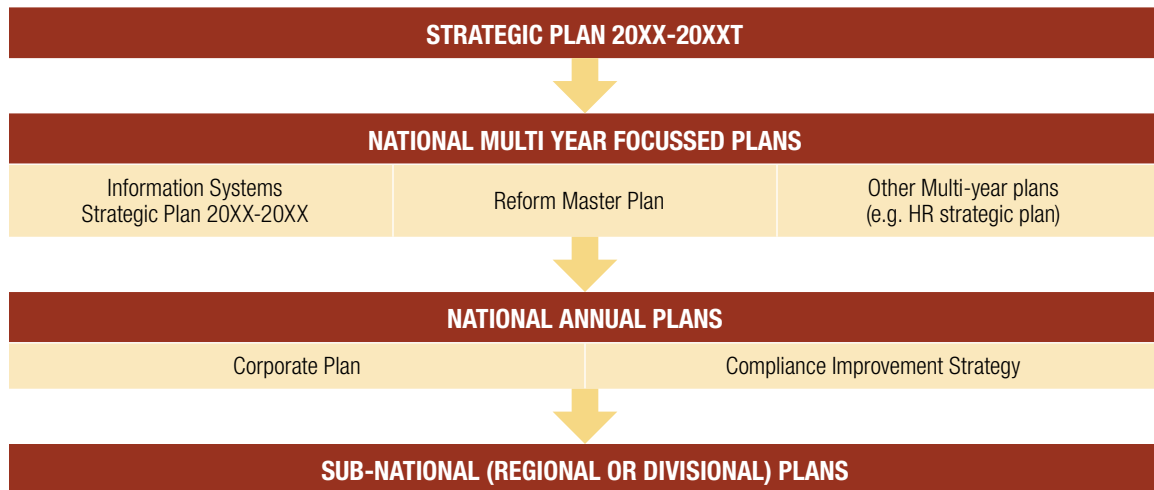 STRATEGIC PLAN 20XX-20XXT
NATIONAL MULTI YEAR FOCUSSED PLANS
Information Systems
Strategic Plan 20XX-20XX
Reform Master Plan
Other Multi-year plans
(e.g. HR strategic plan)
NATIONAL ANNUAL PLANS
Corporate Plan
Compliance Improvement Strategy
SUB-NATIONAL (REGIONAL OR DIVISIONAL) PLANS